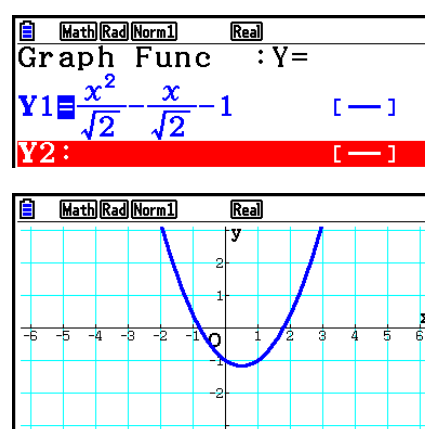 Math Rad Norm1 Real
Graph Func :Y=
Y1=x²/√2-x/√2-1 [—]
Y2: [—]
Math Rad Norm1 Real
y
2
1
-6 -5 -4 -3 -2 -1 O 1 2 3 4 5 6 x
-1
-2